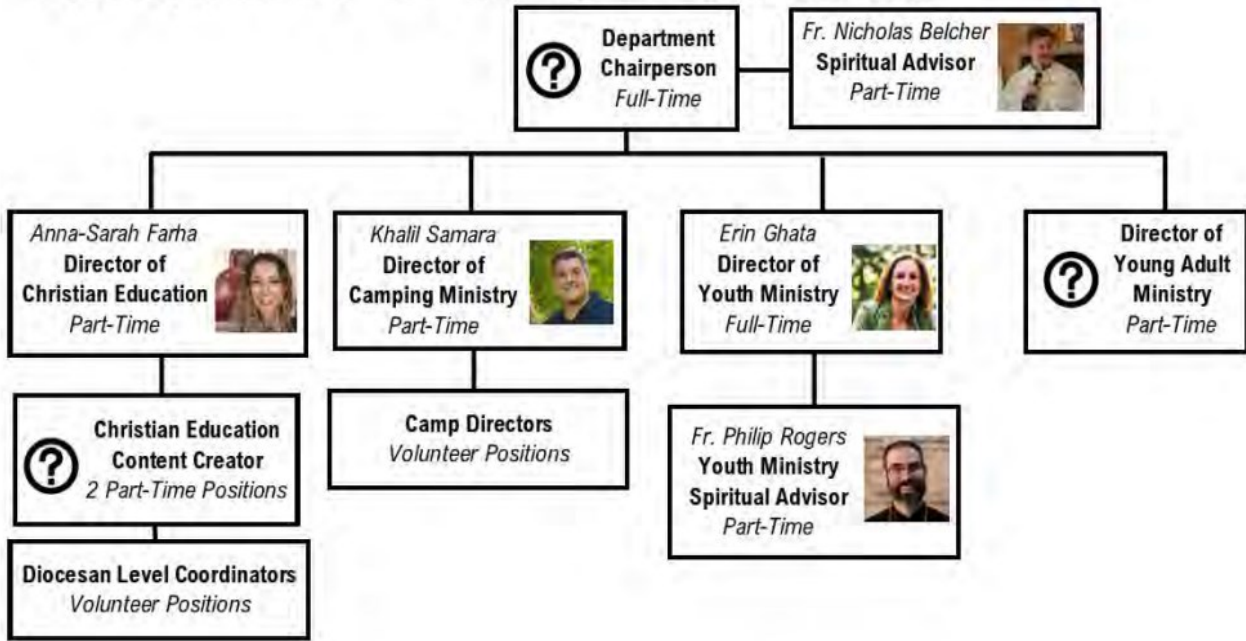 Department
Chairperson
Full-Time
Fr. Nicholas Belcher
Spiritual Advisor
Part-Time
Anna-Sarah Farha
Director of
Christian Education
Part-Time
Khalil Samara
Director of
Camping Ministry
Part-Time
Erin Ghata
Director of
Youth Ministry
Full-Time
Director of
Young Adult
Ministry
Part-Time
Christian Education
Content Creator
2 Part-Time Positions
Camp Directors
Volunteer Positions
Fr. Philip Rogers
Youth Ministry
Spiritual Advisor
Part-Time
Diocesan Level Coordinators
Volunteer Positions